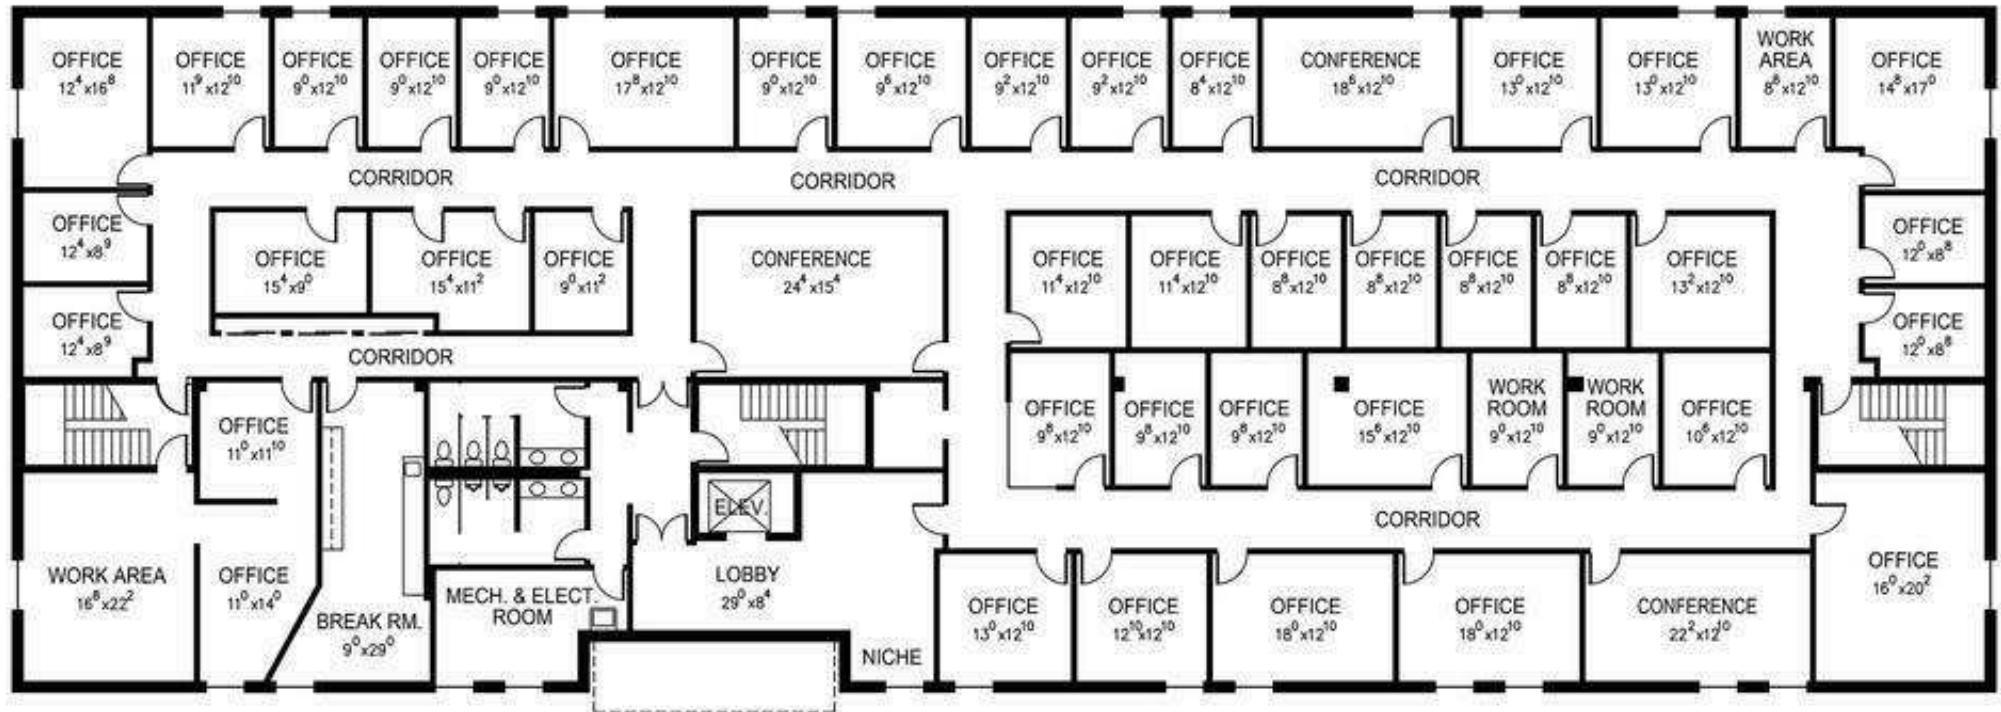 OFFICE
12⁴x16⁸
OFFICE
11⁹x12¹⁰
OFFICE
9⁰x12¹⁰
OFFICE
9⁰x12¹⁰
OFFICE
9⁰x12¹⁰
OFFICE
17⁸x12¹⁰
OFFICE
9⁰x12¹⁰
OFFICE
9⁶x12¹⁰
OFFICE
9²x12¹⁰
OFFICE
9²x12¹⁰
OFFICE
8⁴x12¹⁰
CONFERENCE
18⁶x12¹⁰
OFFICE
13⁰x12¹⁰
OFFICE
13⁰x12¹⁰
WORK
AREA
8⁸x12¹⁰
OFFICE
14⁸x17⁰
CORRIDOR
CORRIDOR
CORRIDOR
OFFICE
12⁴x8⁹
OFFICE
15⁴x9⁰
OFFICE
15⁴x11²
OFFICE
9⁰x11²
CONFERENCE
24⁴x15⁴
OFFICE
11⁴x12¹⁰
OFFICE
11⁴x12¹⁰
OFFICE
8⁸x12¹⁰
OFFICE
8⁸x12¹⁰
OFFICE
8⁸x12¹⁰
OFFICE
8⁸x12¹⁰
OFFICE
13²x12¹⁰
OFFICE
12⁰x8⁸
OFFICE
12⁴x8⁹
CORRIDOR
OFFICE
12⁰x8⁸
OFFICE
11⁰x11¹⁰
OFFICE
9⁸x12¹⁰
OFFICE
9⁸x12¹⁰
OFFICE
9⁸x12¹⁰
OFFICE
15⁶x12¹⁰
WORK
ROOM
9⁰x12¹⁰
WORK
ROOM
9⁰x12¹⁰
OFFICE
10⁶x12¹⁰
ELEV.
CORRIDOR
WORK AREA
16⁸x22²
OFFICE
11⁰x14⁰
BREAK RM.
9⁰x29⁰
MECH. & ELECT.
ROOM
LOBBY
29⁰x8⁴
NICHE
OFFICE
13⁰x12¹⁰
OFFICE
12¹⁰x12¹⁰
OFFICE
18⁰x12¹⁰
OFFICE
18⁰x12¹⁰
CONFERENCE
22²x12¹⁰
OFFICE
16⁰x20²